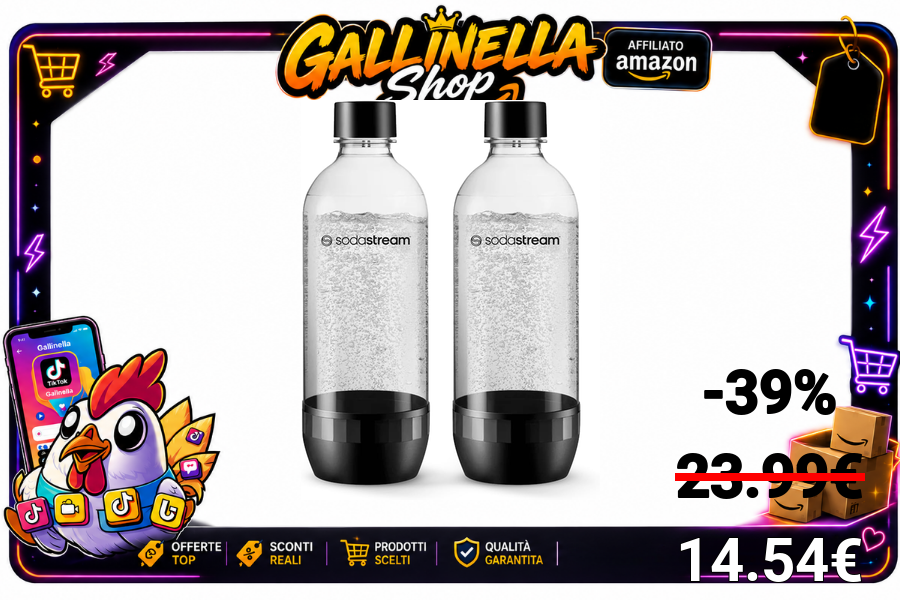 GALLINELLA
Shop
AFFILIATO
amazon
sodastream
sodastream
Gallinella
TikTok
Gallinella
-39%
23.99€
14.54€
OFFERTE
TOP
SCONTI
REALI
PRODOTTI
SCELTI
QUALITÀ
GARANTITA